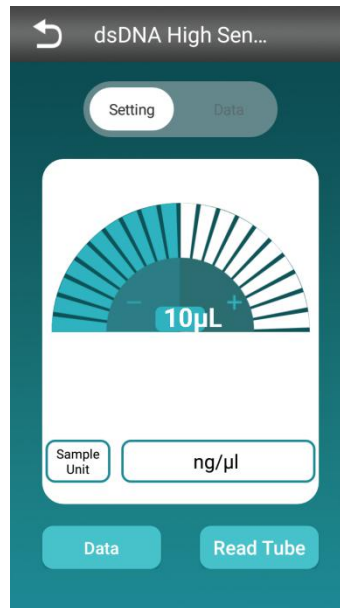 dsDNA High Sen...
Setting
Data
−
+
10µL
Sample
Unit
ng/µl
Data
Read Tube